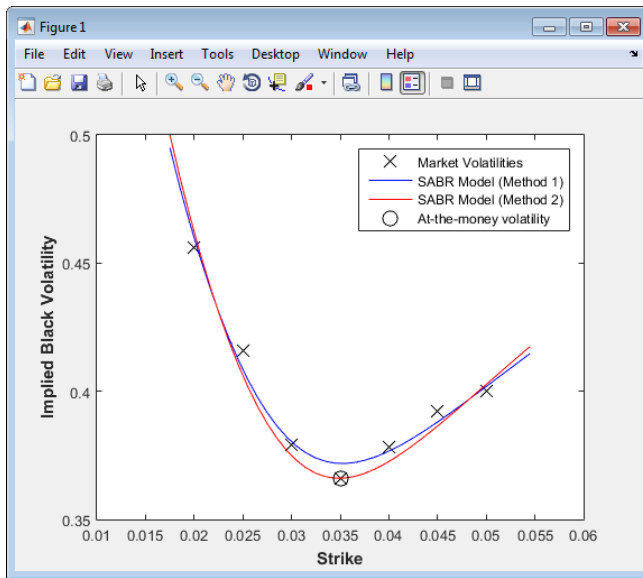 Figure 1
File Edit View Insert Tools Desktop Window Help
0.5
0.45
0.4
0.35
Implied Black Volatility
Market Volatilities
SABR Model (Method 1)
SABR Model (Method 2)
At-the-money volatility
0.01 0.015 0.02 0.025 0.03 0.035 0.04 0.045 0.05 0.055 0.06
Strike